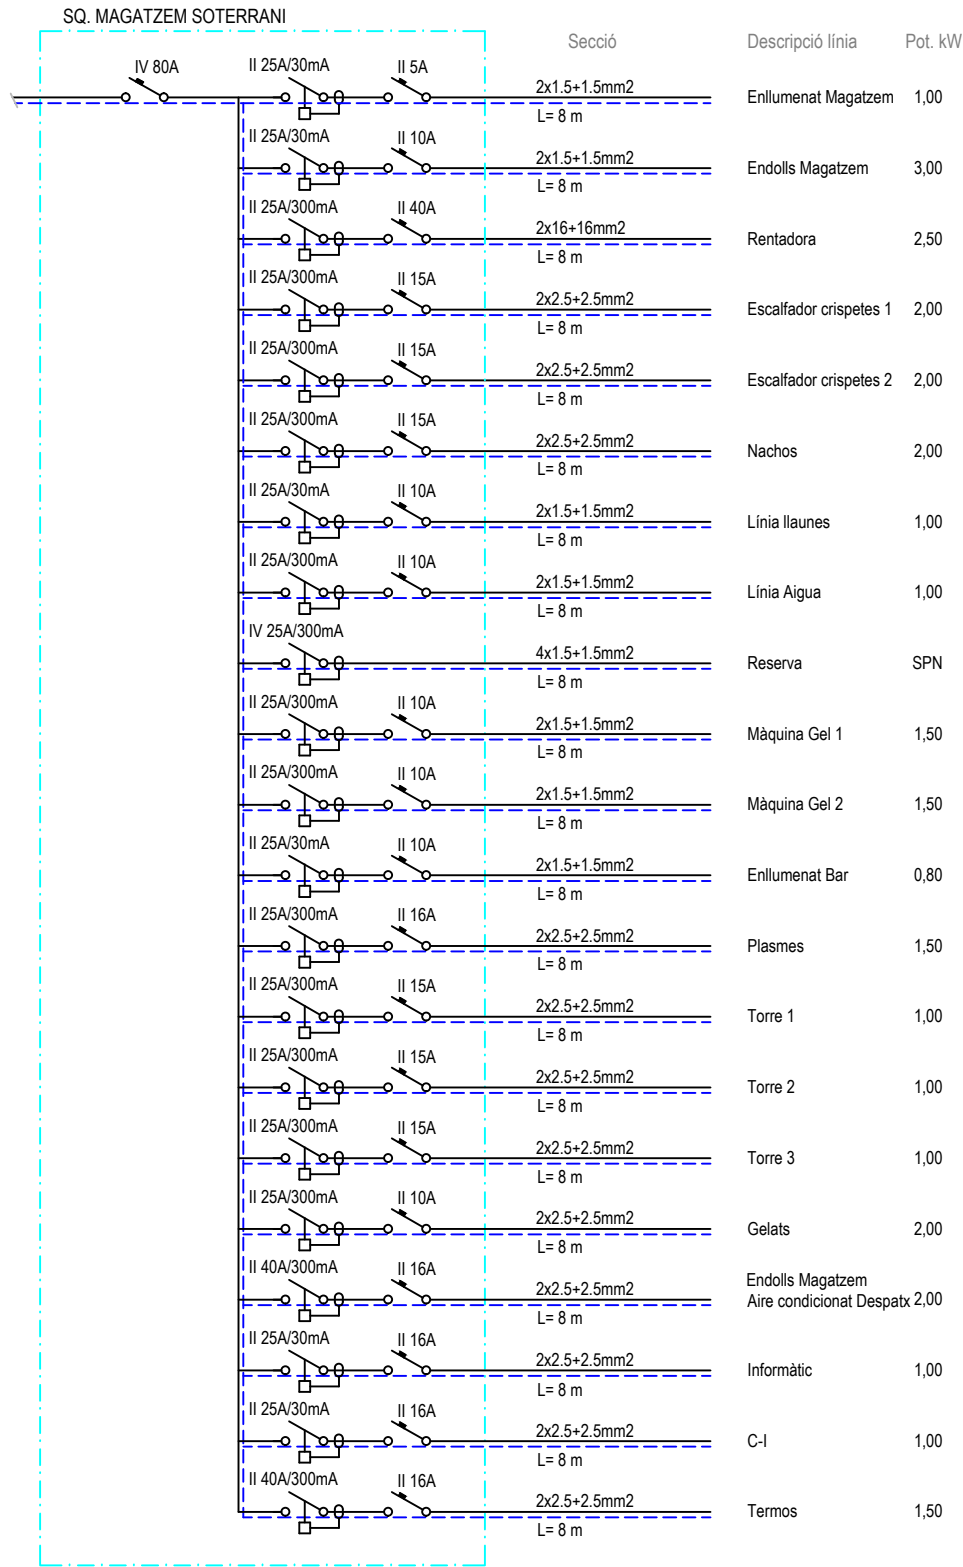 SQ. MAGATZEM SOTERRANI
Secció Descripció línia Pot. kW
IV 80A
II 25A/30mA II 5A 2x1.5+1.5mm2 L= 8 m Enllumenat Magatzem 1,00
II 25A/30mA II 10A 2x1.5+1.5mm2 L= 8 m Endolls Magatzem 3,00
II 25A/300mA II 40A 2x16+16mm2 L= 8 m Rentadora 2,50
II 25A/300mA II 15A 2x2.5+2.5mm2 L= 8 m Escalfador crispetes 1 2,00
II 25A/300mA II 15A 2x2.5+2.5mm2 L= 8 m Escalfador crispetes 2 2,00
II 25A/300mA II 15A 2x2.5+2.5mm2 L= 8 m Nachos 2,00
II 25A/30mA II 10A 2x1.5+1.5mm2 L= 8 m Línia llaunes 1,00
II 25A/300mA II 10A 2x1.5+1.5mm2 L= 8 m Línia Aigua 1,00
IV 25A/300mA 4x1.5+1.5mm2 L= 8 m Reserva SPN
II 25A/300mA II 10A 2x1.5+1.5mm2 L= 8 m Màquina Gel 1 1,50
II 25A/300mA II 10A 2x1.5+1.5mm2 L= 8 m Màquina Gel 2 1,50
II 25A/30mA II 10A 2x1.5+1.5mm2 L= 8 m Enllumenat Bar 0,80
II 25A/300mA II 16A 2x2.5+2.5mm2 L= 8 m Plasmes 1,50
II 25A/300mA II 15A 2x2.5+2.5mm2 L= 8 m Torre 1 1,00
II 25A/300mA II 15A 2x2.5+2.5mm2 L= 8 m Torre 2 1,00
II 25A/300mA II 15A 2x2.5+2.5mm2 L= 8 m Torre 3 1,00
II 25A/300mA II 10A 2x2.5+2.5mm2 L= 8 m Gelats 2,00
II 40A/300mA II 16A 2x2.5+2.5mm2 L= 8 m Endolls Magatzem
Aire condicionat Despatx 2,00
II 25A/30mA II 16A 2x2.5+2.5mm2 L= 8 m Informàtic 1,00
II 25A/30mA II 16A 2x2.5+2.5mm2 L= 8 m C-I 1,00
II 40A/300mA II 16A 2x2.5+2.5mm2 L= 8 m Termos 1,50